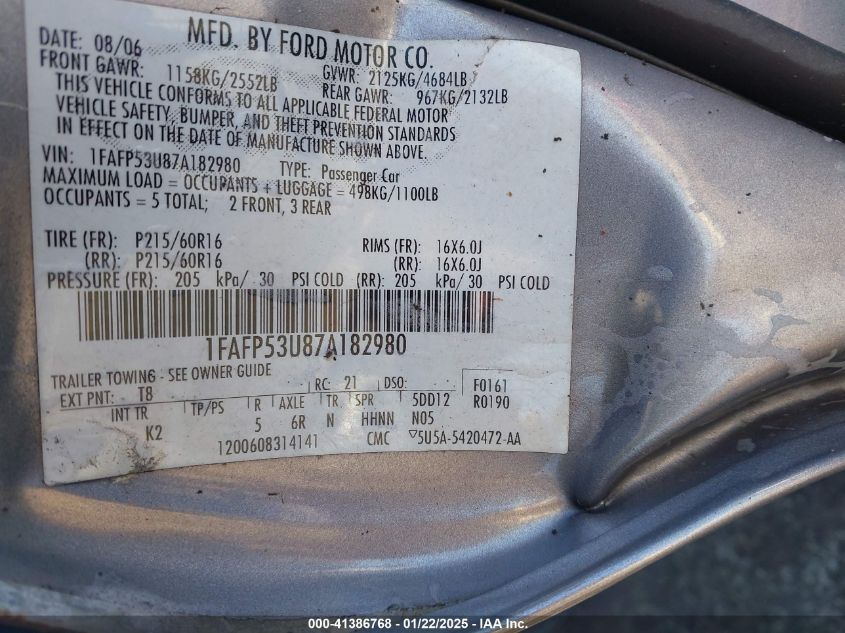 MFD. BY FORD MOTOR CO.
DATE: 08/06 GVWR: 2125KG/4684LB
FRONT GAWR: 1158KG/2552LB REAR GAWR: 967KG/2132LB
THIS VEHICLE CONFORMS TO ALL APPLICABLE FEDERAL MOTOR
VEHICLE SAFETY, BUMPER, AND THEFT PREVENTION STANDARDS
IN EFFECT ON THE DATE OF MANUFACTURE SHOWN ABOVE.
VIN: 1FAFP53U87A182980 TYPE: Passenger Car
MAXIMUM LOAD = OCCUPANTS + LUGGAGE = 498KG/1100LB
OCCUPANTS = 5 TOTAL; 2 FRONT, 3 REAR
TIRE (FR): P215/60R16 RIMS (FR): 16X6.0J
(RR): P215/60R16 (RR): 16X6.0J
PRESSURE (FR): 205 kPa/ 30 PSI COLD (RR): 205 kPa/ 30 PSI COLD
1FAFP53U87A182980
TRAILER TOWING - SEE OWNER GUIDE
EXT PNT: T8 RC: 21 DSO: F0161
INT TR TP/PS R AXLE TR SPR 5DD12 R0190
K2 5 6R N HHNN N05
1200608314141 CMC ▽5U5A-5420472-AA
000-41386768 - 01/22/2025 - IAA Inc.